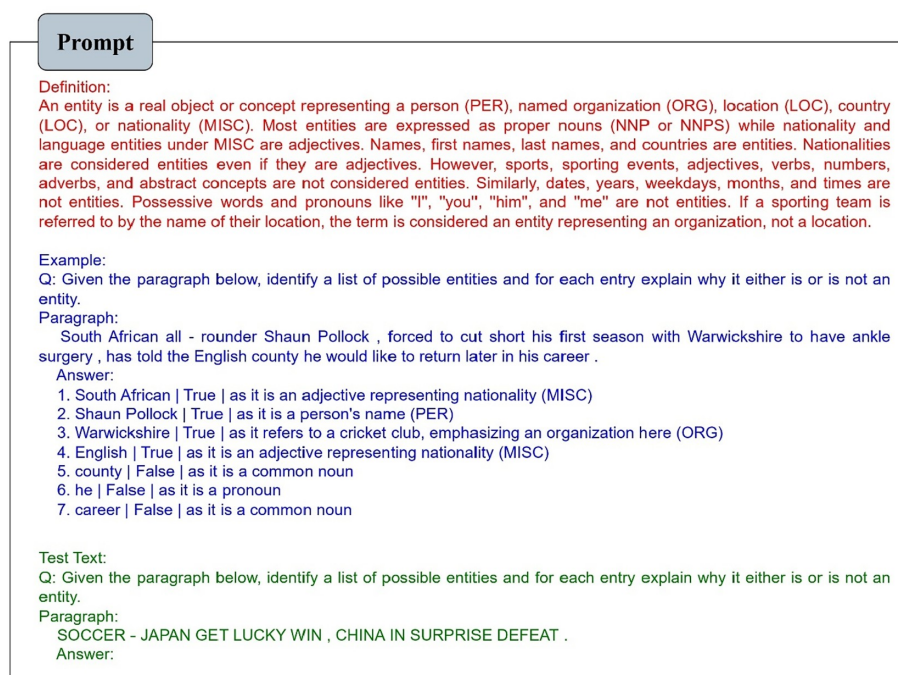 Prompt
Definition:
An entity is a real object or concept representing a person (PER), named organization (ORG), location (LOC), country
(LOC), or nationality (MISC). Most entities are expressed as proper nouns (NNP or NNPS) while nationality and
language entities under MISC are adjectives. Names, first names, last names, and countries are entities. Nationalities
are considered entities even if they are adjectives. However, sports, sporting events, adjectives, verbs, numbers,
adverbs, and abstract concepts are not considered entities. Similarly, dates, years, weekdays, months, and times are
not entities. Possessive words and pronouns like "I", "you", "him", and "me" are not entities. If a sporting team is
referred to by the name of their location, the term is considered an entity representing an organization, not a location.
Example:
Q: Given the paragraph below, identify a list of possible entities and for each entry explain why it either is or is not an
entity.
Paragraph:
South African all - rounder Shaun Pollock , forced to cut short his first season with Warwickshire to have ankle
surgery , has told the English county he would like to return later in his career .
Answer:
1. South African | True | as it is an adjective representing nationality (MISC)
2. Shaun Pollock | True | as it is a person's name (PER)
3. Warwickshire | True | as it refers to a cricket club, emphasizing an organization here (ORG)
4. English | True | as it is an adjective representing nationality (MISC)
5. county | False | as it is a common noun
6. he | False | as it is a pronoun
7. career | False | as it is a common noun
Test Text:
Q: Given the paragraph below, identify a list of possible entities and for each entry explain why it either is or is not an
entity.
Paragraph:
SOCCER - JAPAN GET LUCKY WIN , CHINA IN SURPRISE DEFEAT .
Answer: